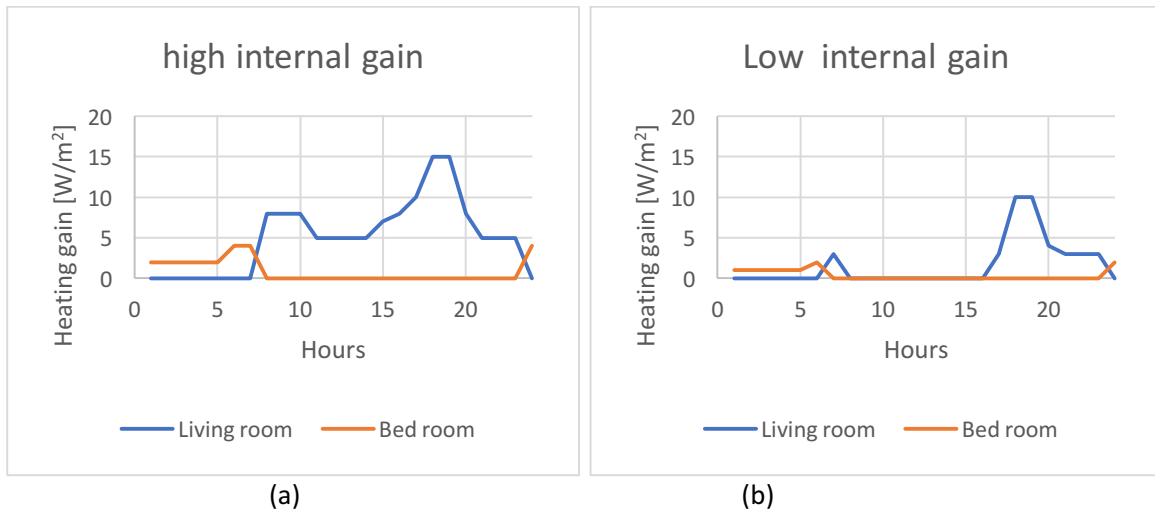 high internal gain
Heating gain [W/m²]
20
15
10
5
0
0 5 10 15 20
Hours
Living room Bed room
(a)
Low internal gain
Heating gain [W/m²]
20
15
10
5
0
0 5 10 15 20
Hours
Living room Bed room
(b)